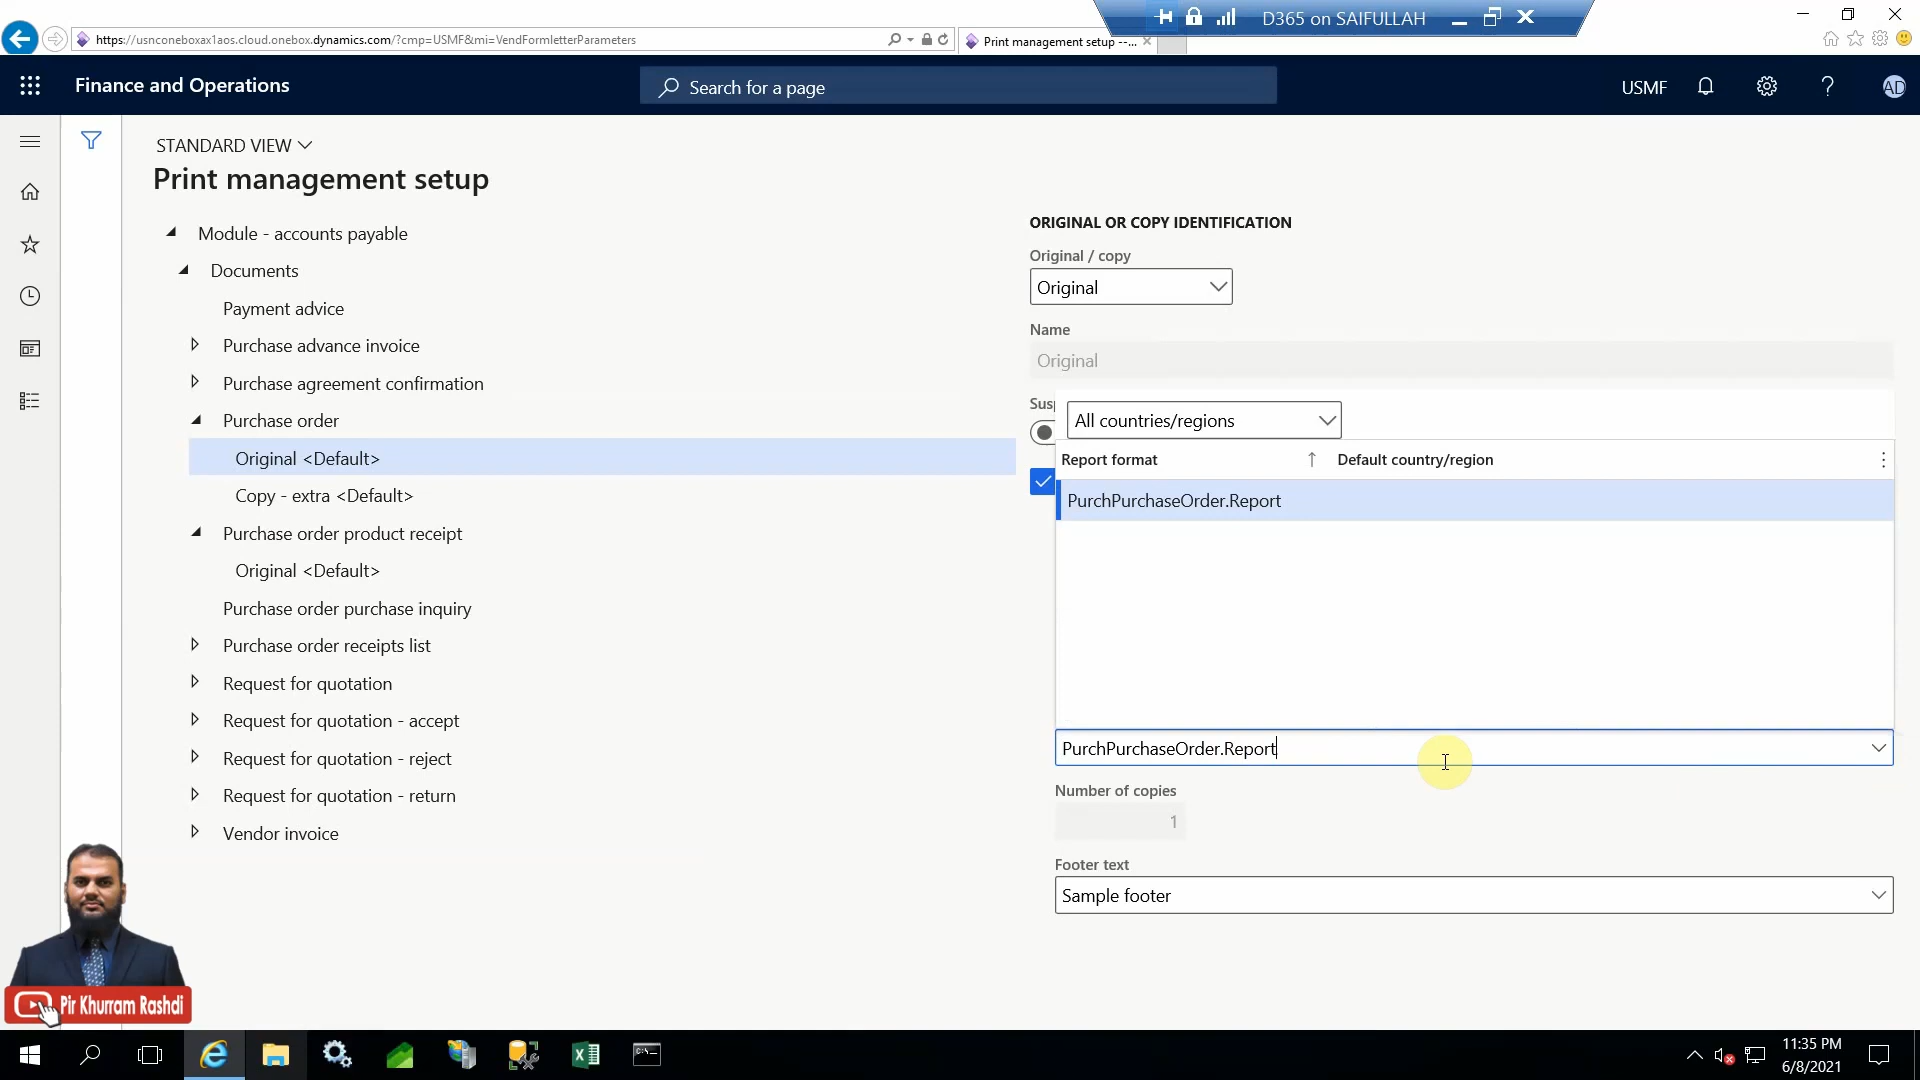 D365 on SAIFULLAH
https://usnconeboxax1aos.cloud.onebox.dynamics.com/?cmp=USMF&mi=VendFormletterParameters
Print management setup --...
Finance and Operations
Search for a page
USMF
AD
STANDARD VIEW
Print management setup
Module - accounts payable
Documents
Payment advice
Purchase advance invoice
Purchase agreement confirmation
Purchase order
Original <Default>
Copy - extra <Default>
Purchase order product receipt
Original <Default>
Purchase order purchase inquiry
Purchase order receipts list
Request for quotation
Request for quotation - accept
Request for quotation - reject
Request for quotation - return
Vendor invoice
ORIGINAL OR COPY IDENTIFICATION
Original / copy
Original
Name
Original
Susp
All countries/regions
Report format
Default country/region
PurchPurchaseOrder.Report
PurchPurchaseOrder.Report
Number of copies
1
Footer text
Sample footer
Pir Khurram Rashdi
11:35 PM
6/8/2021